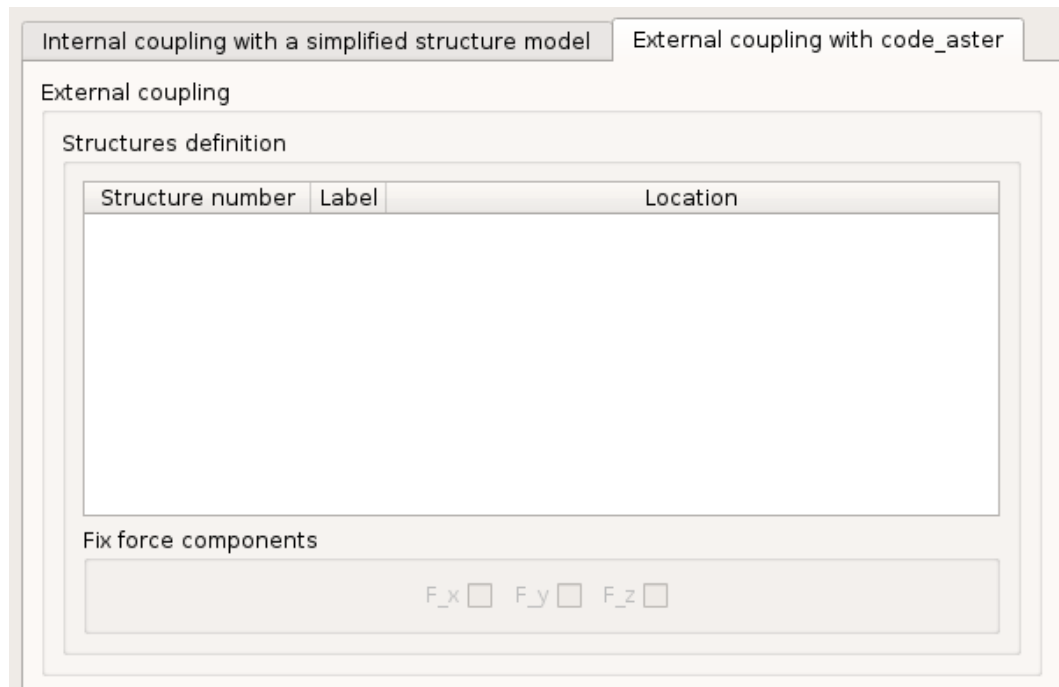 Internal coupling with a simplified structure model External coupling with code_aster
External coupling
Structures definition
Structure number Label Location
Fix force components
F_x F_y F_z